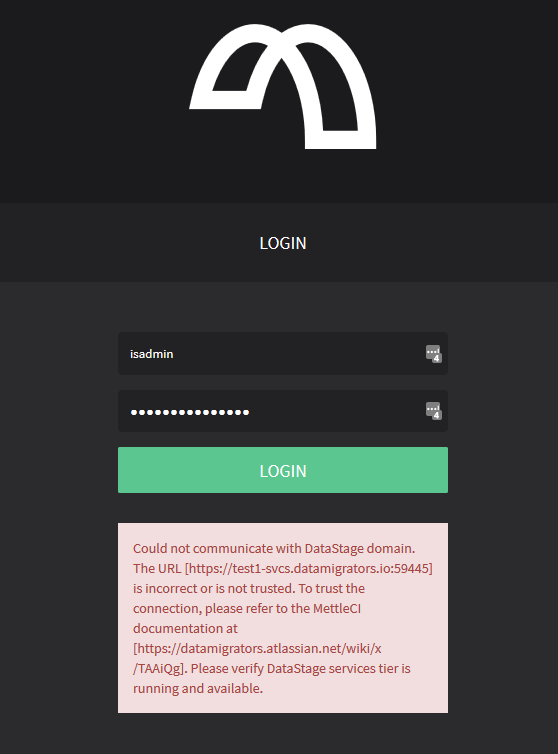 LOGIN
isadmin
4
●●●●●●●●●●●●●●●
4
LOGIN
Could not communicate with DataStage domain.
The URL [https://test1-svcs.datamigrators.io:59445]
is incorrect or is not trusted. To trust the
connection, please refer to the MettleCI
documentation at
[https://datamigrators.atlassian.net/wiki/x
/TAAiQg]. Please verify DataStage services tier is
running and available.